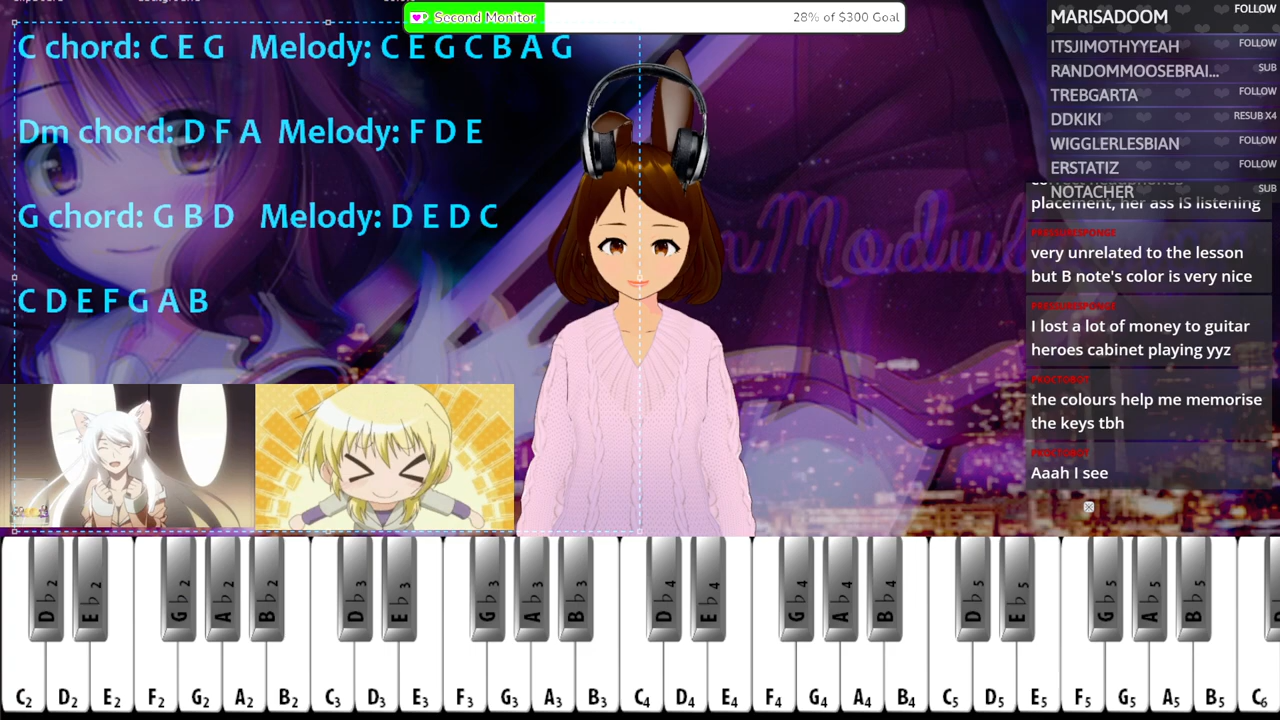 Second Monitor
28% of $300 Goal
C chord: C E G Melody: C E G C B A G
Dm chord: D F A Melody: F D E
G chord: G B D Melody: D E D C
C D E F G A B
FOLLOW
MARISADOOM
ITSJIMOTHYYEAH FOLLOW
RANDOMMOOSEBRAI... SUB
TREBGARTA FOLLOW
DDKIKI RESUB X4
WIGGLERLESBIAN FOLLOW
ERSTATIZ FOLLOW
NOTACHER SUB
placement, her ass IS listening
PRESSURESPONGE
very unrelated to the lesson
but B note's color is very nice
PRESSURESPONGE
I lost a lot of money to guitar
heroes cabinet playing yyz
PROCTOBOT
the colours help me memorise
the keys tbh
PROCTOBOT
Aaah I see
D♭2 E♭2 G♭2 A♭2 B♭2 D♭3 E♭3 G♭3 A♭3 B♭3 D♭4 E♭4 G♭4 A♭4 B♭4 D♭5 E♭5 G♭5 A♭5 B♭5
C2 D2 E2 F2 G2 A2 B2 C3 D3 E3 F3 G3 A3 B3 C4 D4 E4 F4 G4 A4 B4 C5 D5 E5 F5 G5 A5 B5 C6